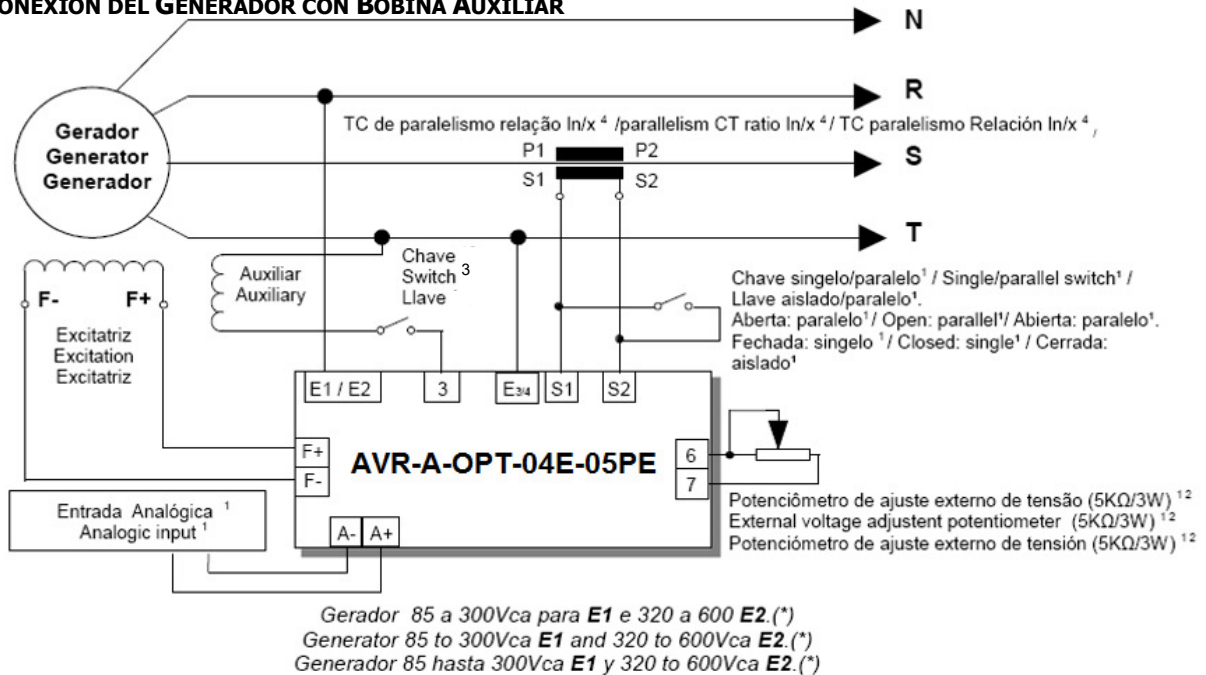 ONEXIÓN DEL GENERADOR CON BOBINA AUXILIAR
N
R
TC de paralelismo relação In/x ⁴ /parallelism CT ratio In/x ⁴/ TC paralelismo Relación In/x ⁴ ,
P1 P2
S
S1 S2
Gerador
Generator
Generador
T
Auxiliar
Auxiliary
Chave
Switch ³
Llave
F- F+
Excitatriz
Excitation
Excitatriz
Chave singelo/paralelo¹ / Single/parallel switch¹ /
Llave aislado/paralelo¹.
Aberta: paralelo¹/ Open: parallel¹/ Abierta: paralelo¹.
Fechada: singelo ¹/ Closed: single¹ / Cerrada:
aislado¹
E1 / E2 3 E3/4 S1 S2
F+
F-
AVR-A-OPT-04E-05PE
6
7
A- A+
Entrada Analógica ¹
Analogic input ¹
Potenciômetro de ajuste externo de tensão (5KΩ/3W) ¹²
External voltage adjustent potentiometer (5KΩ/3W) ¹²
Potenciómetro de ajuste externo de tensión (5KΩ/3W) ¹²
Gerador 85 a 300Vca para E1 e 320 a 600 E2.(*)
Generator 85 to 300Vca E1 and 320 to 600Vca E2.(*)
Generador 85 hasta 300Vca E1 y 320 to 600Vca E2.(*)